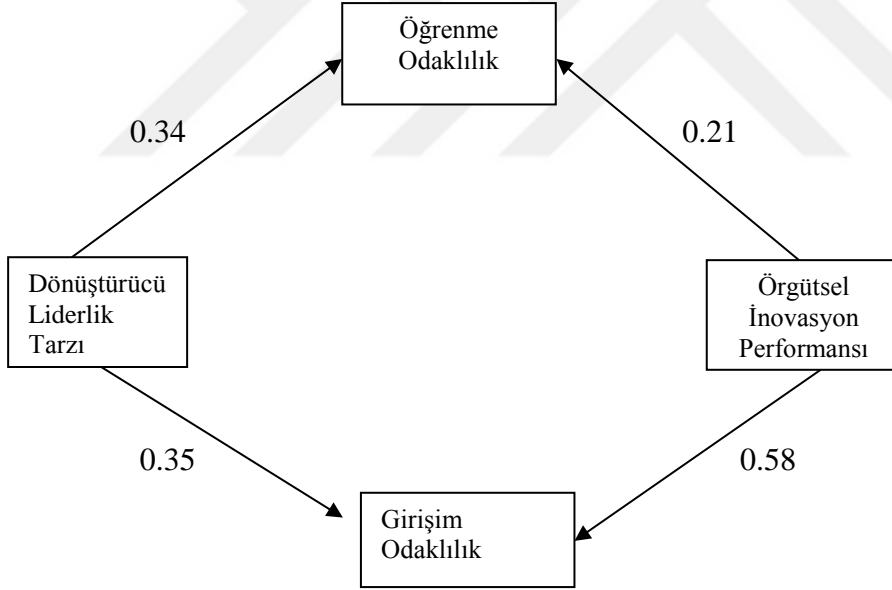 Öğrenme
Odaklılık
0.34
0.21
Dönüştürücü
Liderlik
Tarzı
Örgütsel
İnovasyon
Performansı
0.35
0.58
Girişim
Odaklılık